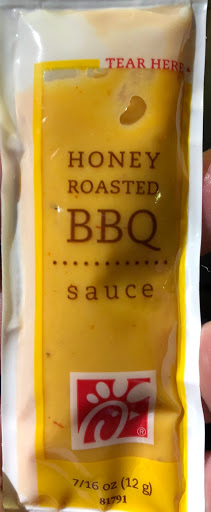 TEAR HERE
HONEY
ROASTED
BBQ
sauce
®
7/16 oz (12 g)
81791